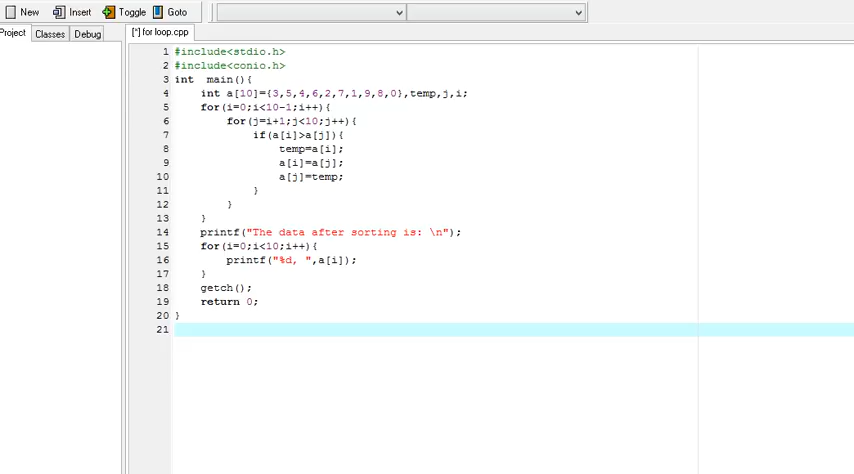 New Insert Toggle Goto
Project Classes Debug [*] for loop.cpp
1 #include<stdio.h>
2 #include<conio.h>
3 int  main(){
4     int a[10]={3,5,4,6,2,7,1,9,8,0},temp,j,i;
5     for(i=0;i<10-1;i++){
6         for(j=i+1;j<10;j++){
7             if(a[i]>a[j]){
8                 temp=a[i];
9                 a[i]=a[j];
10                 a[j]=temp;
11             }
12         }
13     }
14     printf("The data after sorting is: \n");
15     for(i=0;i<10;i++){
16         printf("%d, ",a[i]);
17     }
18     getch();
19     return 0;
20 }
21